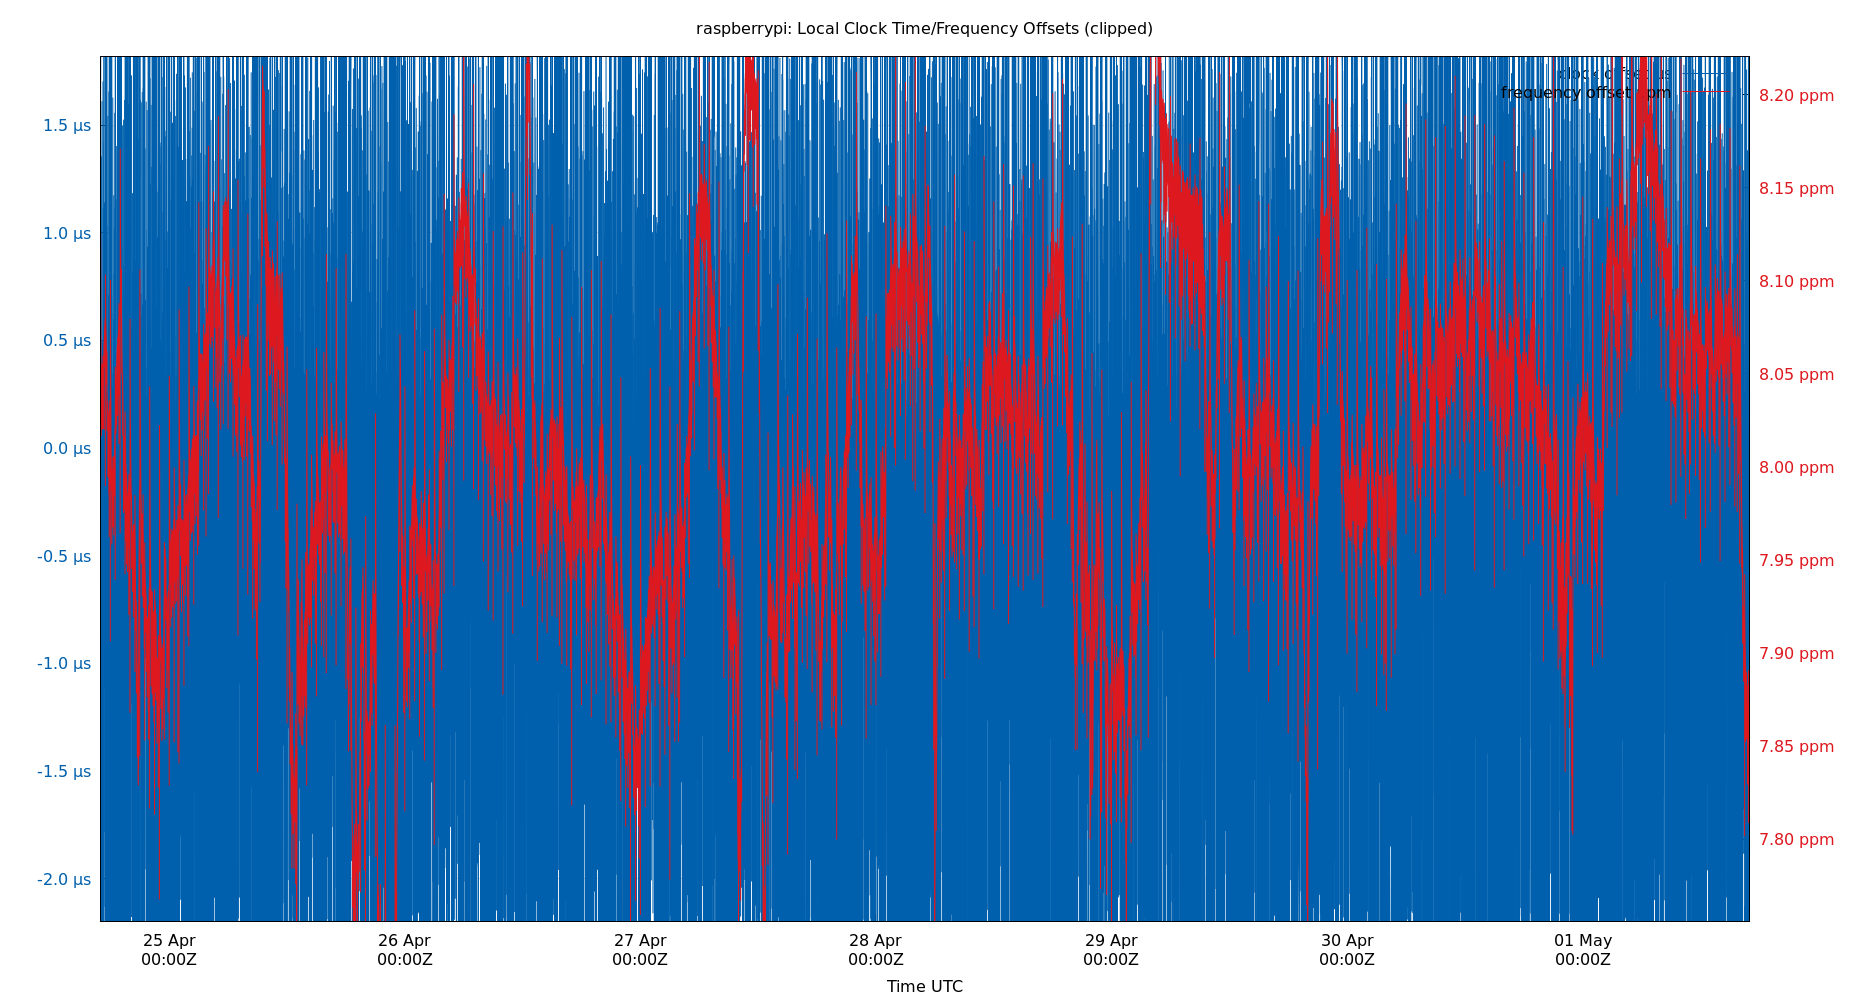 raspberrypi: Local Clock Time/Frequency Offsets (clipped)
clock offset µs
frequency offset ppm
1.5 µs
1.0 µs
0.5 µs
0.0 µs
-0.5 µs
-1.0 µs
-1.5 µs
-2.0 µs
8.20 ppm
8.15 ppm
8.10 ppm
8.05 ppm
8.00 ppm
7.95 ppm
7.90 ppm
7.85 ppm
7.80 ppm
25 Apr 26 Apr 27 Apr 28 Apr 29 Apr 30 Apr 01 May
00:00Z 00:00Z 00:00Z 00:00Z 00:00Z 00:00Z 00:00Z
Time UTC